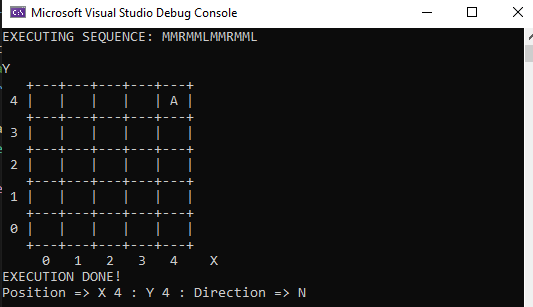 Microsoft Visual Studio Debug Console
EXECUTING SEQUENCE: MMRMMLMMRMML
Y
+---+---+---+---+---+
4 |   |   |   |   | A |
+---+---+---+---+---+
3 |   |   |   |   |   |
+---+---+---+---+---+
2 |   |   |   |   |   |
+---+---+---+---+---+
1 |   |   |   |   |   |
+---+---+---+---+---+
0 |   |   |   |   |   |
+---+---+---+---+---+
0   1   2   3   4    X
EXECUTION DONE!
Position => X 4 : Y 4 : Direction => N